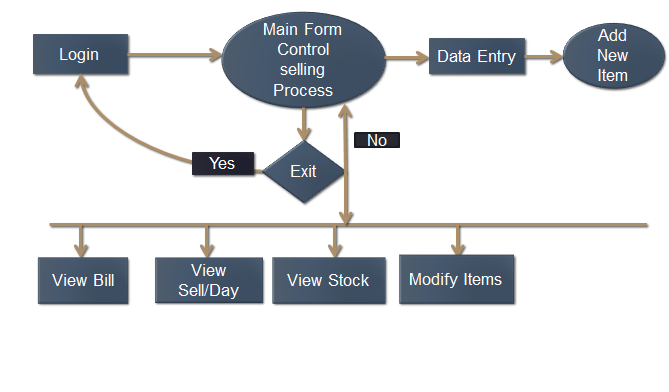 Login
Main Form
Control
selling
Process
Data Entry
Add
New
Item
No
Yes
Exit
View Bill
View
Sell/Day
View Stock
Modify Items